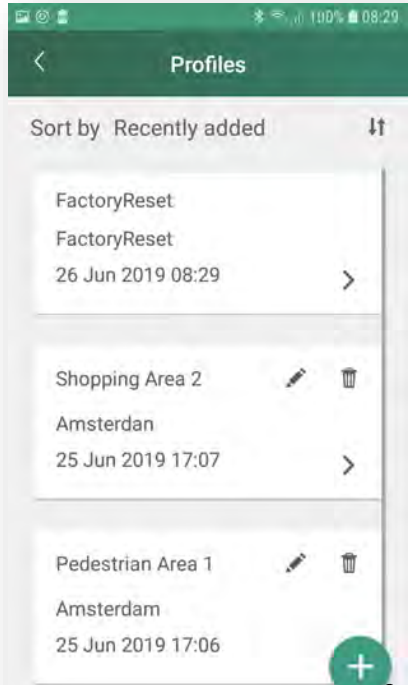 100% 08:29
Profiles
Sort by Recently added
FactoryReset
FactoryReset
26 Jun 2019 08:29
Shopping Area 2
Amsterdan
25 Jun 2019 17:07
Pedestrian Area 1
Amsterdam
25 Jun 2019 17:06